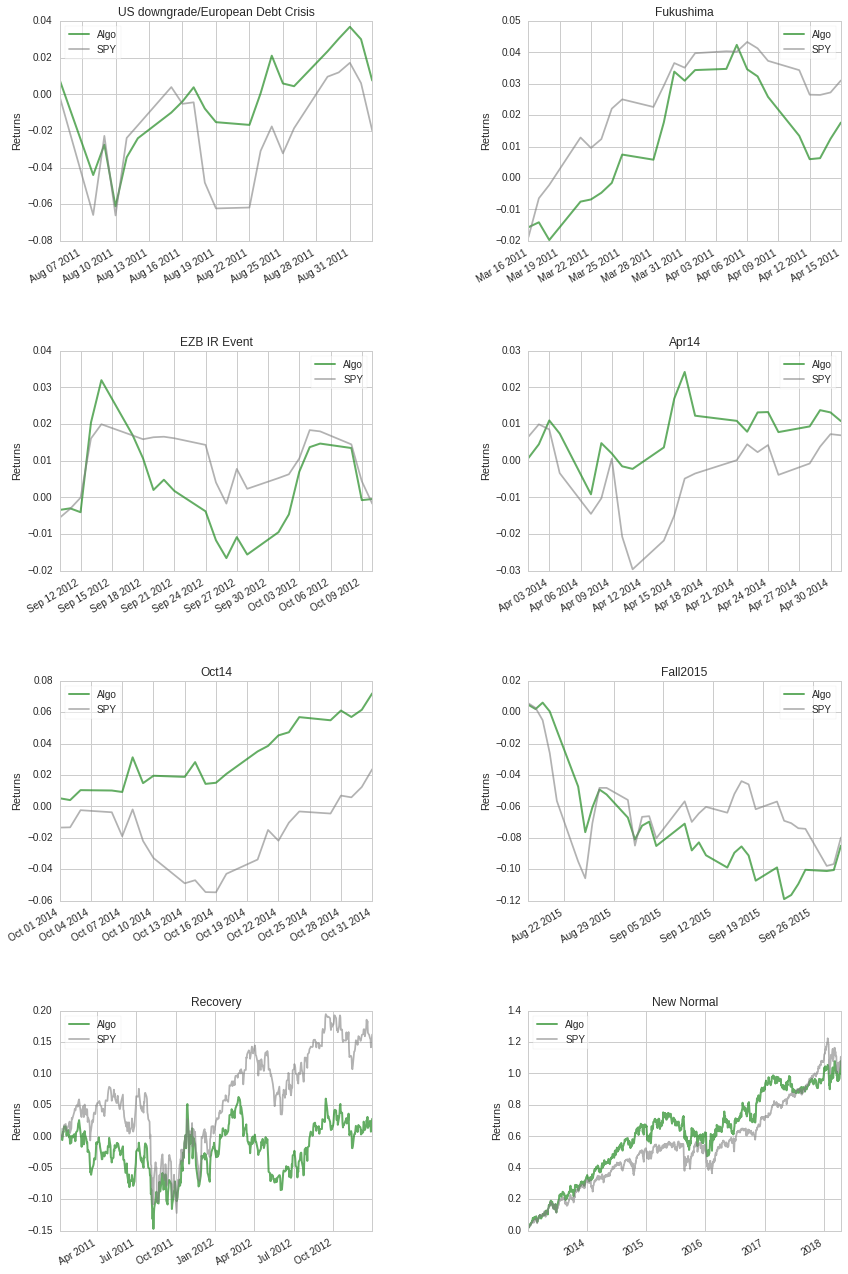 US downgrade/European Debt Crisis
Algo
SPY
Returns
0.04
0.02
0.00
−0.02
−0.04
−0.06
−0.08
Aug 07 2011
Aug 10 2011
Aug 13 2011
Aug 16 2011
Aug 19 2011
Aug 22 2011
Aug 25 2011
Aug 28 2011
Aug 31 2011
Fukushima
Algo
SPY
Returns
0.05
0.04
0.03
0.02
0.01
0.00
−0.01
−0.02
Mar 16 2011
Mar 19 2011
Mar 22 2011
Mar 25 2011
Mar 28 2011
Mar 31 2011
Apr 03 2011
Apr 06 2011
Apr 09 2011
Apr 12 2011
Apr 15 2011
EZB IR Event
Algo
SPY
Returns
0.04
0.03
0.02
0.01
0.00
−0.01
−0.02
Sep 12 2012
Sep 15 2012
Sep 18 2012
Sep 21 2012
Sep 24 2012
Sep 27 2012
Sep 30 2012
Oct 03 2012
Oct 06 2012
Oct 09 2012
Apr14
Algo
SPY
Returns
0.03
0.02
0.01
0.00
−0.01
−0.02
−0.03
Apr 03 2014
Apr 06 2014
Apr 09 2014
Apr 12 2014
Apr 15 2014
Apr 18 2014
Apr 21 2014
Apr 24 2014
Apr 27 2014
Apr 30 2014
Oct14
Algo
SPY
Returns
0.08
0.06
0.04
0.02
0.00
−0.02
−0.04
−0.06
Oct 01 2014
Oct 04 2014
Oct 07 2014
Oct 10 2014
Oct 13 2014
Oct 16 2014
Oct 19 2014
Oct 22 2014
Oct 25 2014
Oct 28 2014
Oct 31 2014
Fall2015
Algo
SPY
Returns
0.02
0.00
−0.02
−0.04
−0.06
−0.08
−0.10
−0.12
Aug 22 2015
Aug 29 2015
Sep 05 2015
Sep 12 2015
Sep 19 2015
Sep 26 2015
Recovery
Algo
SPY
Returns
0.20
0.15
0.10
0.05
0.00
−0.05
−0.10
−0.15
Apr 2011
Jul 2011
Oct 2011
Jan 2012
Apr 2012
Jul 2012
Oct 2012
New Normal
Algo
SPY
Returns
1.4
1.2
1.0
0.8
0.6
0.4
0.2
0.0
2014
2015
2016
2017
2018